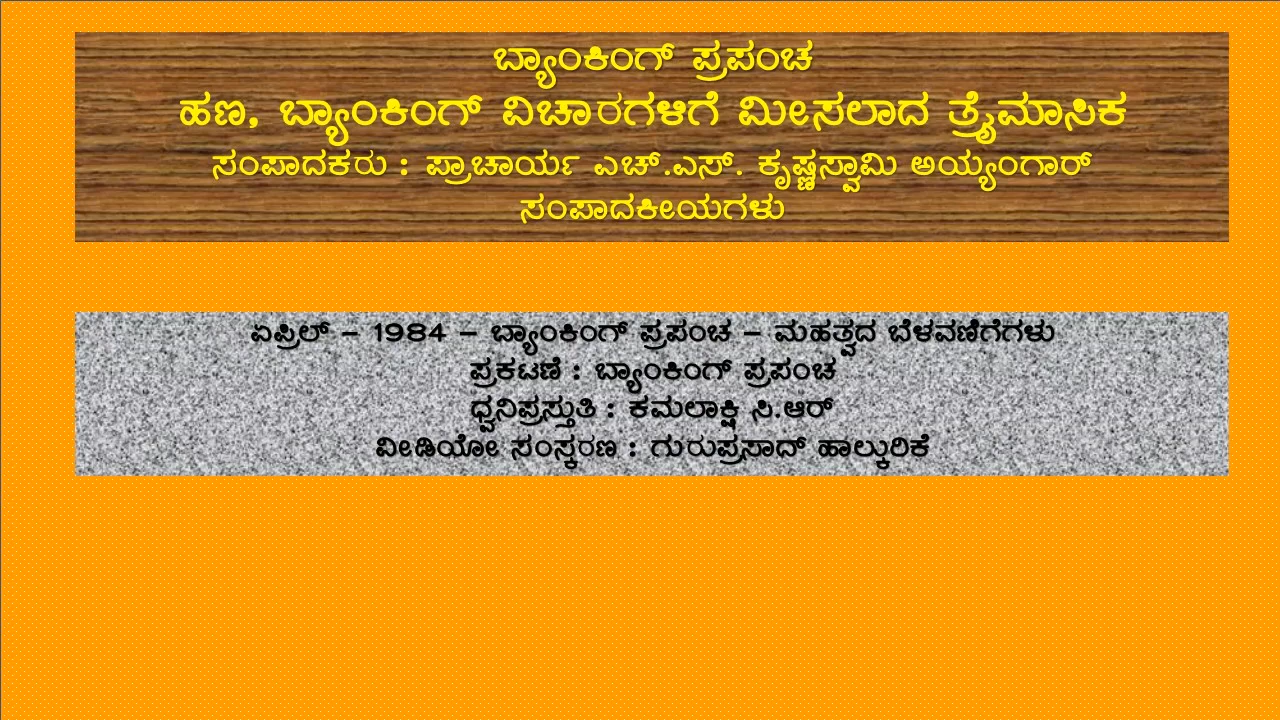 ಬ್ಯಾಂಕಿಂಗ್ ಪ್ರಪಂಚ
ಹಣ, ಬ್ಯಾಂಕಿಂಗ್ ವಿಚಾರಗಳಿಗೆ ಮೀಸಲಾದ ತ್ರೈಮಾಸಿಕ
ಸಂಪಾದಕರು : ಪ್ರಾಚಾರ್ಯ ಎಚ್.ಎಸ್. ಕೃಷ್ಣಸ್ವಾಮಿ ಅಯ್ಯಂಗಾರ್
ಸಂಪಾದಕೀಯಗಳು
ಏಪ್ರಿಲ್ – 1984 – ಬ್ಯಾಂಕಿಂಗ್ ಪ್ರಪಂಚ – ಮಹತ್ವದ ಬೆಳವಣಿಗೆಗಳು
ಪ್ರಕಟಣೆ : ಬ್ಯಾಂಕಿಂಗ್ ಪ್ರಪಂಚ
ಧ್ವನಿಪ್ರಸ್ತುತಿ : ಕಮಲಾಕ್ಷಿ ಸಿ.ಆರ್
ವೀಡಿಯೋ ಸಂಸ್ಕರಣ : ಗುರುಪ್ರಸಾದ್ ಹಾಲ್ಕುರಿಕೆ